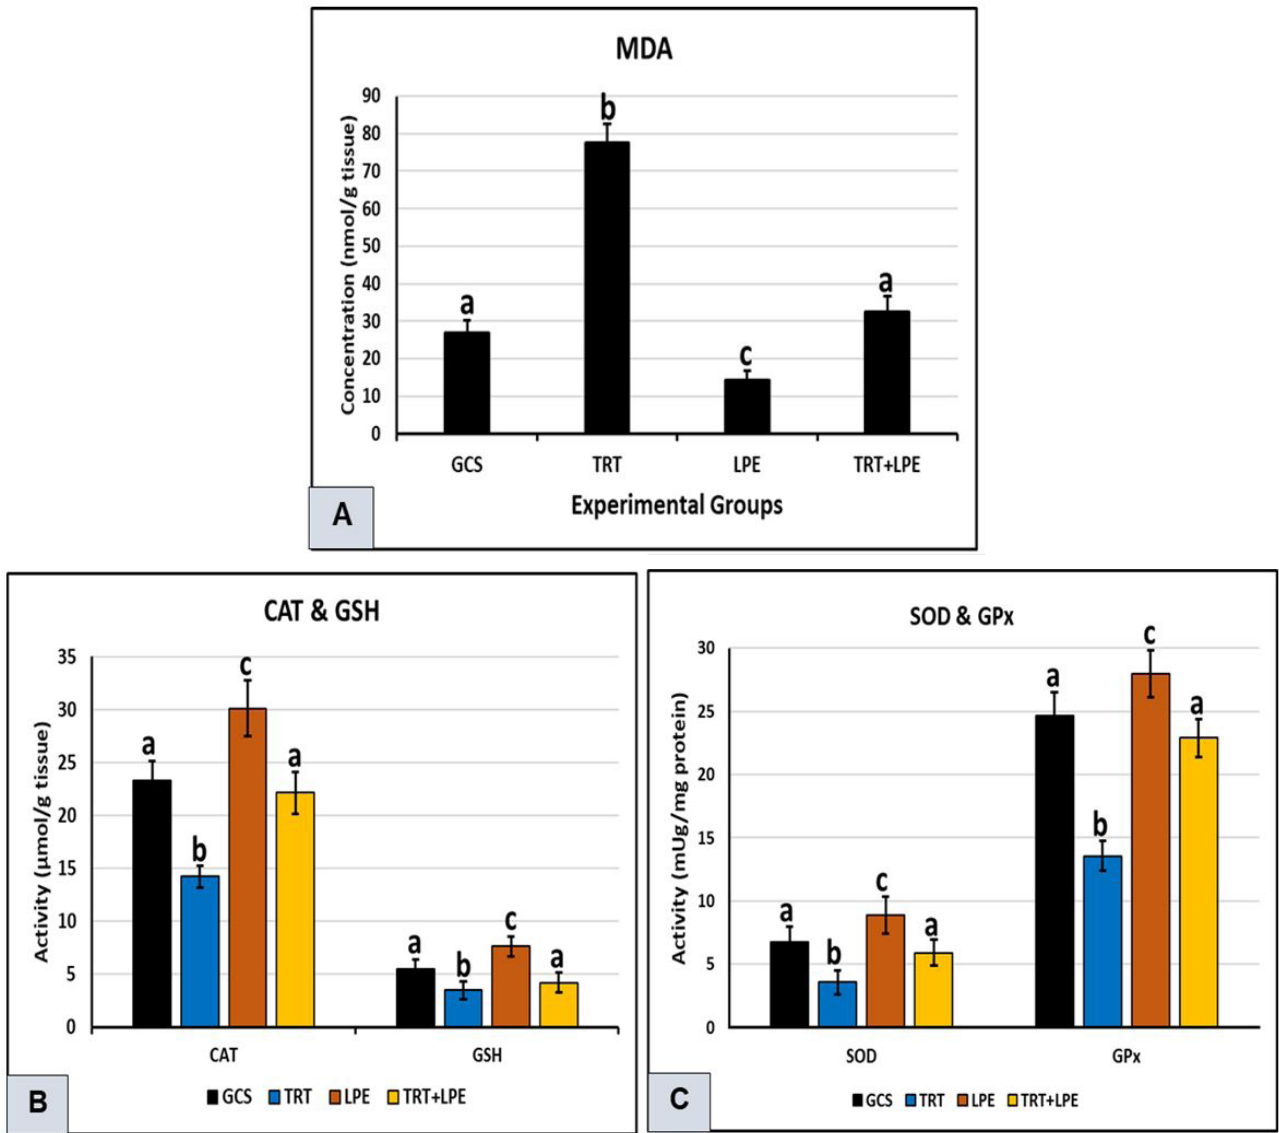 MDA
Concentration (nmol/g tissue)
90
80
70
60
50
40
30
20
10
0
a
b
c
a
GCS TRT LPE TRT+LPE
Experimental Groups
A
CAT & GSH
Activity (µmol/g tissue)
35
30
25
20
15
10
5
0
a
b
c
a
a
b
c
a
CAT GSH
GCS TRT LPE TRT+LPE
B
SOD & GPx
Activity (mUg/mg protein)
30
25
20
15
10
5
0
a
b
c
a
a
b
c
a
SOD GPx
GCS TRT LPE TRT+LPE
C